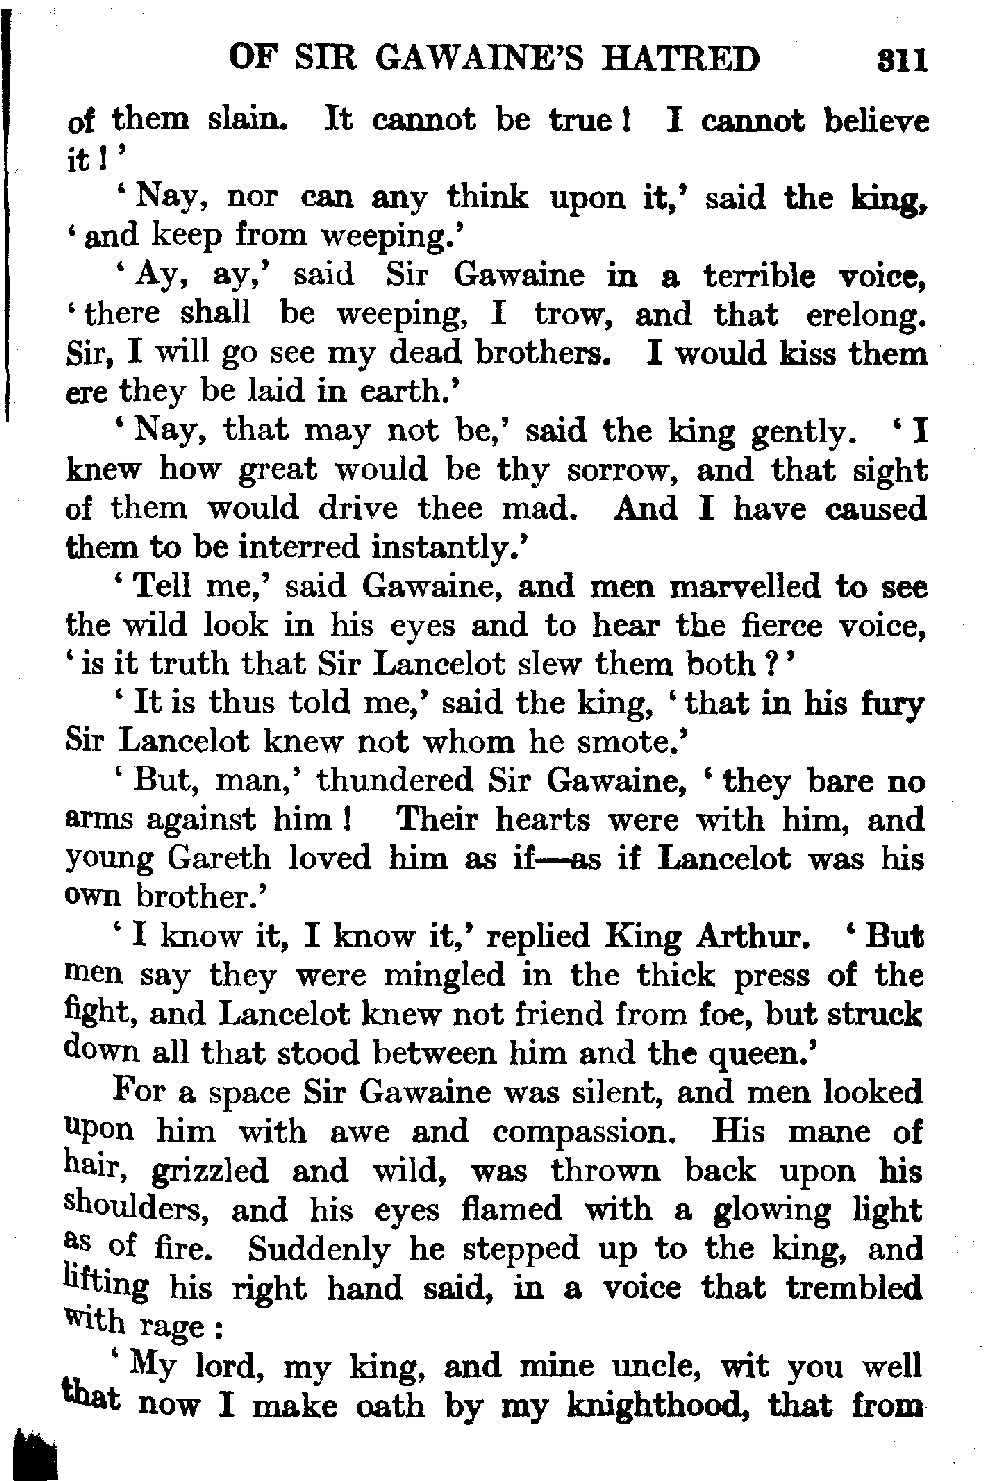 OF SIR GAWAINE'S HATRED 311
of them slain. It cannot be true! I cannot believe
it!'
'Nay, nor can any think upon it,' said the king,
'and keep from weeping.'
'Ay, ay,' said Sir Gawaine in a terrible voice,
'there shall be weeping, I trow, and that erelong.
Sir, I will go see my dead brothers. I would kiss them
ere they be laid in earth.'
'Nay, that may not be,' said the king gently. 'I
knew how great would be thy sorrow, and that sight
of them would drive thee mad. And I have caused
them to be interred instantly.'
'Tell me,' said Gawaine, and men marvelled to see
the wild look in his eyes and to hear the fierce voice,
'is it truth that Sir Lancelot slew them both?'
'It is thus told me,' said the king, 'that in his fury
Sir Lancelot knew not whom he smote.'
'But, man,' thundered Sir Gawaine, 'they bare no
arms against him! Their hearts were with him, and
young Gareth loved him as if—as if Lancelot was his
own brother.'
'I know it, I know it,' replied King Arthur. 'But
men say they were mingled in the thick press of the
fight, and Lancelot knew not friend from foe, but struck
down all that stood between him and the queen.'
For a space Sir Gawaine was silent, and men looked
upon him with awe and compassion. His mane of
hair, grizzled and wild, was thrown back upon his
shoulders, and his eyes flamed with a glowing light
as of fire. Suddenly he stepped up to the king, and
lifting his right hand said, in a voice that trembled
with rage:
'My lord, my king, and mine uncle, wit you well
that now I make oath by my knighthood, that from